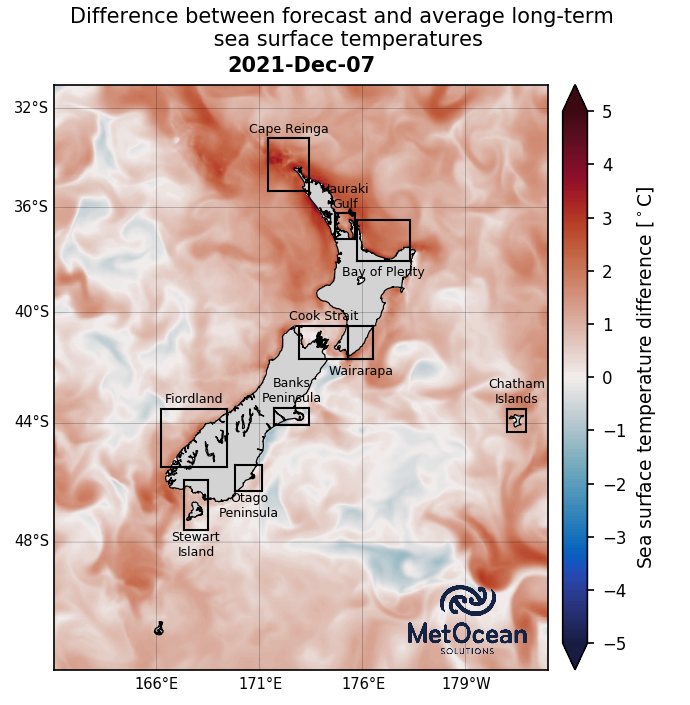 Difference between forecast and average long-term
sea surface temperatures
2021-Dec-07
32°S
36°S
40°S
44°S
48°S
166°E
171°E
176°E
179°W
Cape Reinga
Hauraki
Gulf
Bay of Plenty
Cook Strait
Wairarapa
Banks
Peninsula
Fiordland
Chatham
Islands
Otago
Peninsula
Stewart
Island
MetOcean
SOLUTIONS
5
4
3
2
1
0
−1
−2
−3
−4
−5
Sea surface temperature difference [°C]